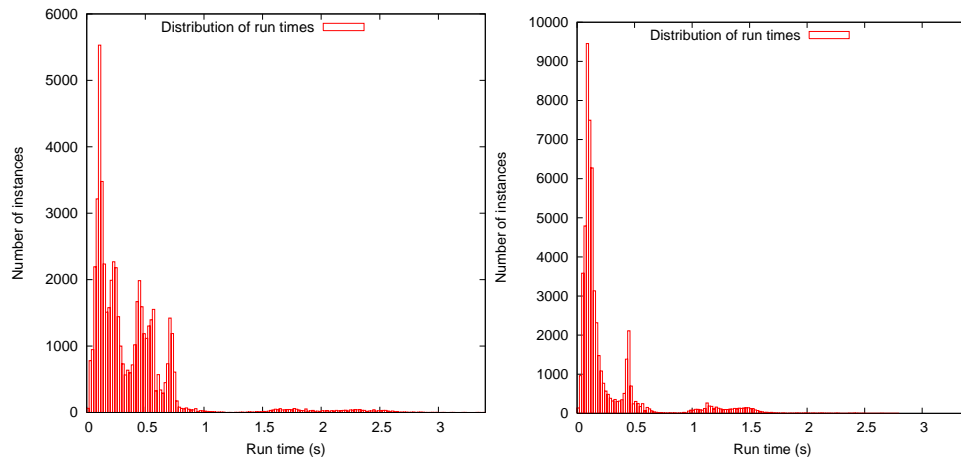 Distribution of run times
6000
5000
4000
3000
2000
1000
0
Number of instances
0 0.5 1 1.5 2 2.5 3
Run time (s)
Distribution of run times
10000
9000
8000
7000
6000
5000
4000
3000
2000
1000
0
Number of instances
0 0.5 1 1.5 2 2.5 3
Run time (s)